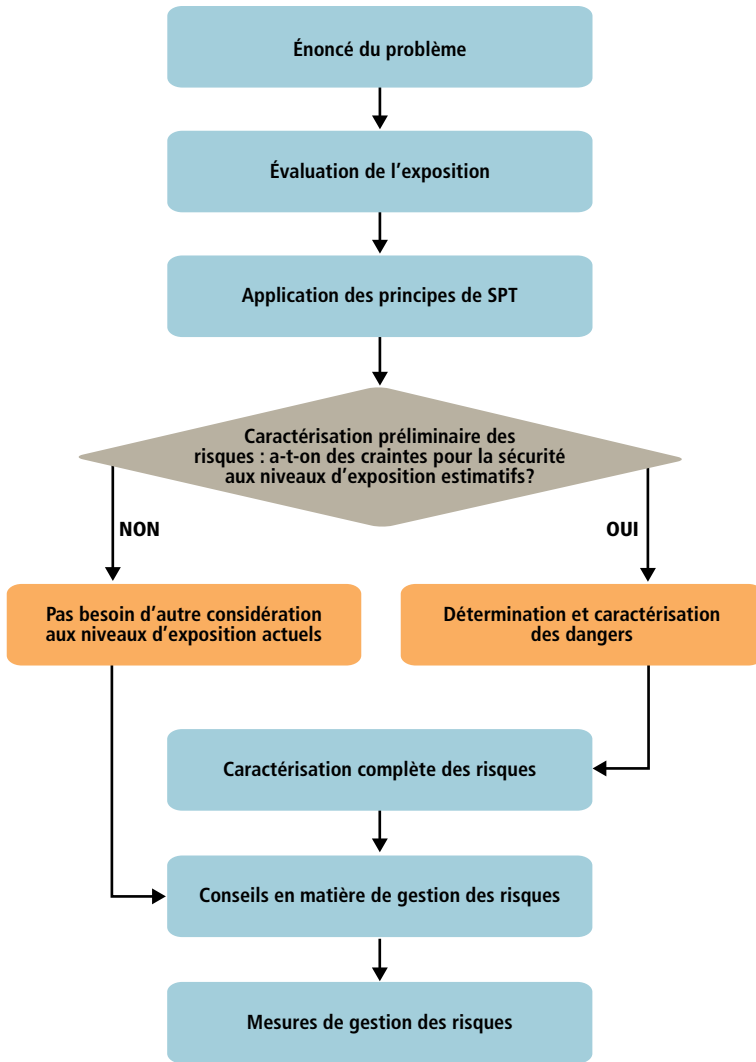 Énoncé du problème
Évaluation de l’exposition
Application des principes de SPT
Caractérisation préliminaire des
risques : a-t-on des craintes pour la sécurité
aux niveaux d’exposition estimatifs?
NON
OUI
Pas besoin d’autre considération
aux niveaux d’exposition actuels
Détermination et caractérisation
des dangers
Caractérisation complète des risques
Conseils en matière de gestion des risques
Mesures de gestion des risques